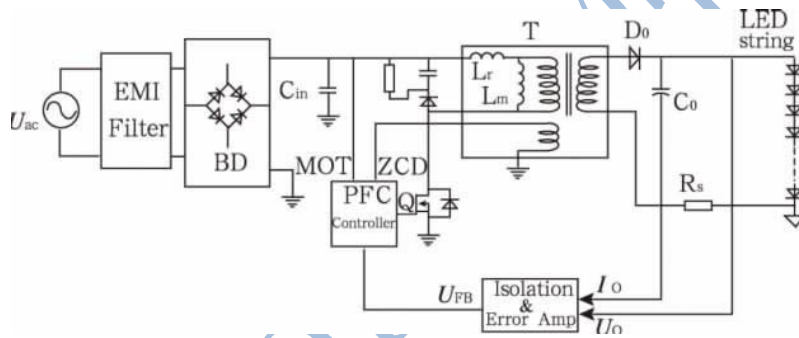 LED
string
T
D0
EMI
Filter
Uac
BD
Cin
Lr
Lm
C0
MOT
ZCD
PFC
Controller
Q
Rs
UFB
Isolation
&
Error Amp
IO
UO